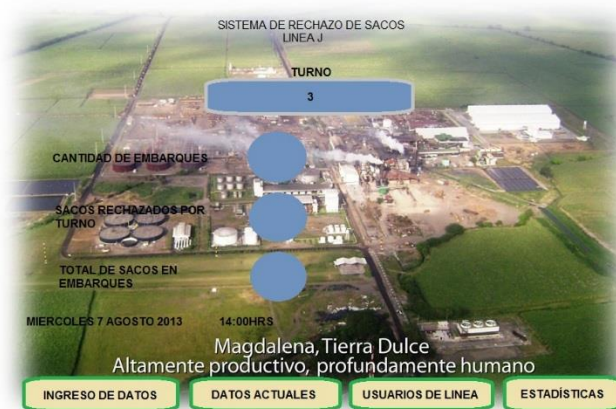 SISTEMA DE RECHAZO DE SACOS
LINEA J
TURNO
3
CANTIDAD DE EMBARQUES
SACOS RECHAZADOS POR
TURNO
TOTAL DE SACOS EN
EMBARQUES
MIERCOLES 7 AGOSTO 2013 14:00HRS
Magdalena, Tierra Dulce
Altamente productivo, profundamente humano
INGRESO DE DATOS
DATOS ACTUALES
USUARIOS DE LINEA
ESTADÍSTICAS